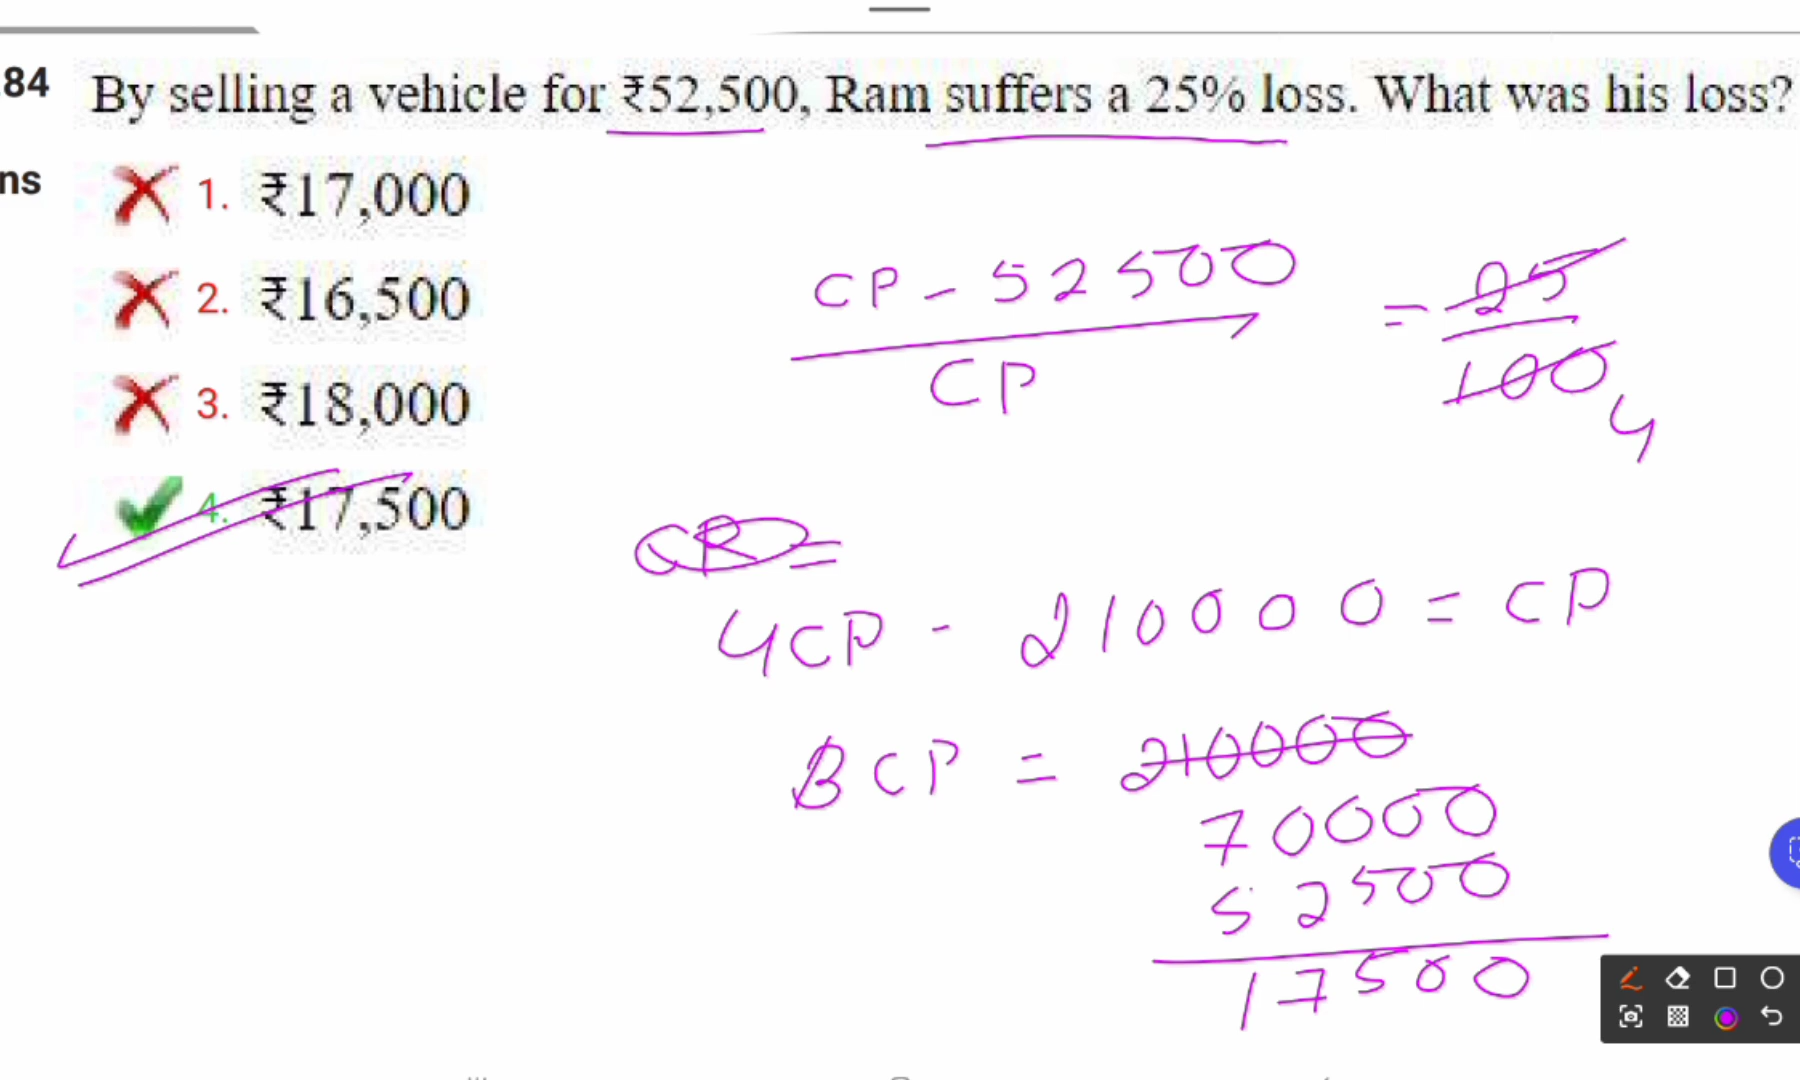 84 By selling a vehicle for ₹52,500, Ram suffers a 25% loss. What was his loss?
ns
1. ₹17,000
2. ₹16,500
3. ₹18,000
4. ₹17,500
CP - 52500
CP
=
25
100
4
CP =
4CP - 210000 = CP
3CP = 210000
70000
52500
17500